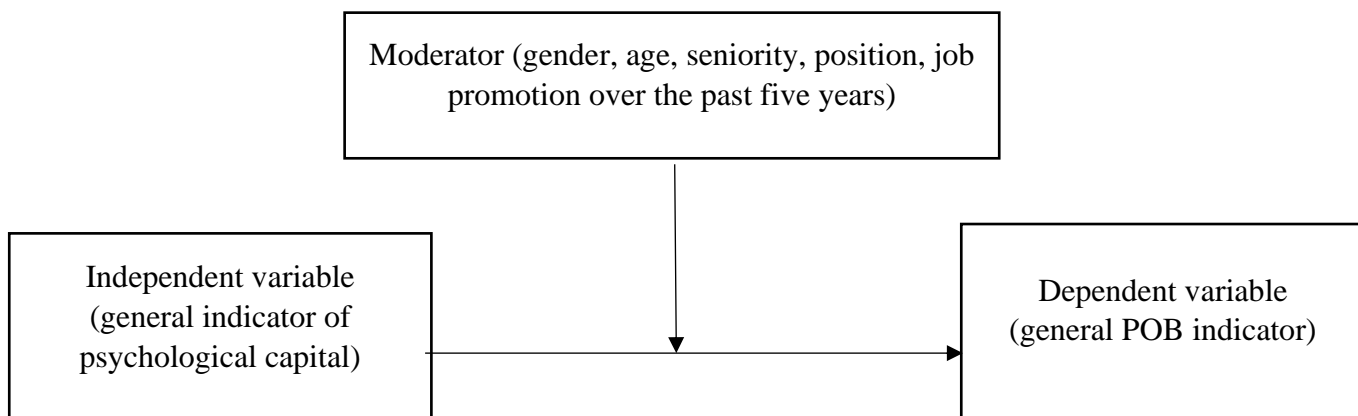 Moderator (gender, age, seniority, position, job
promotion over the past five years)
Independent variable
(general indicator of
psychological capital)
Dependent variable
(general POB indicator)